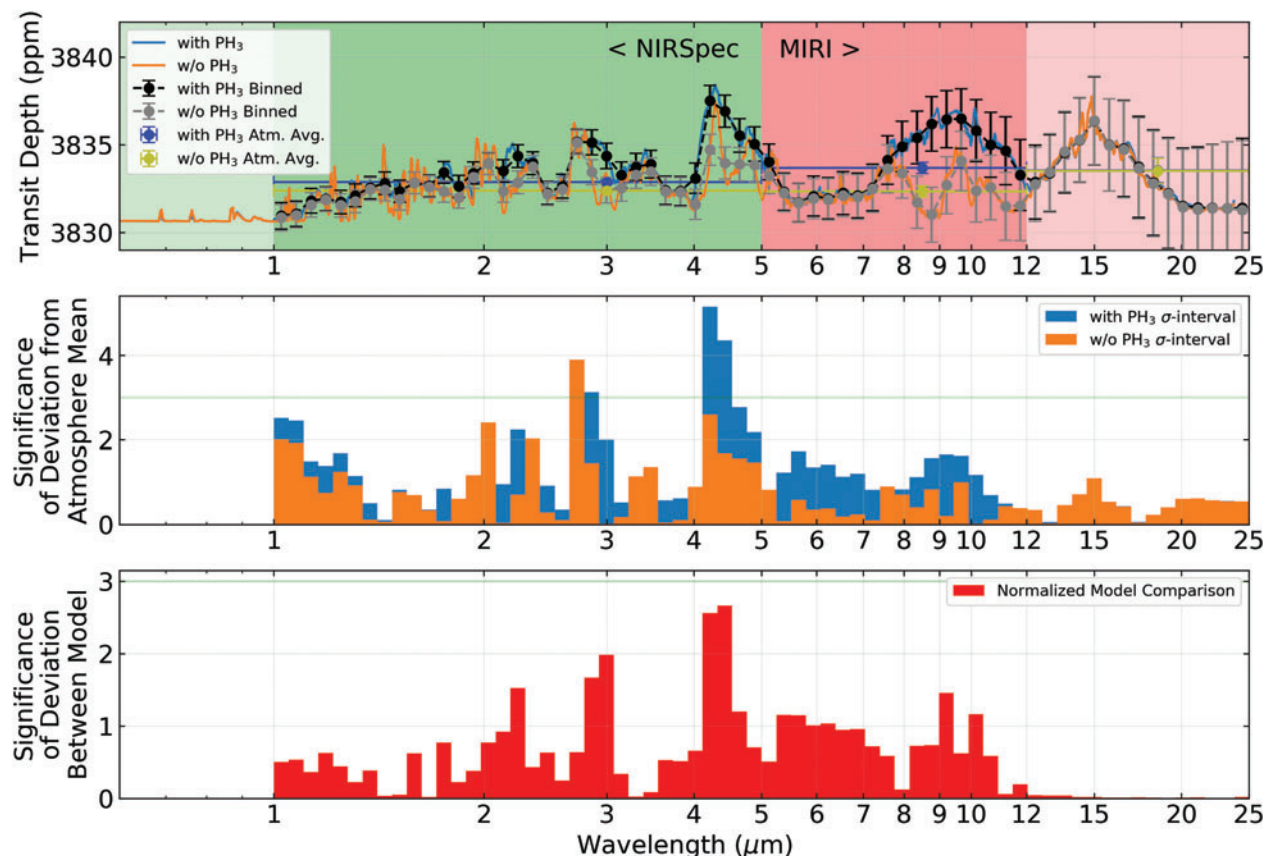 Transit Depth (ppm)
3840
3835
3830
with PH₃
w/o PH₃
with PH₃ Binned
w/o PH₃ Binned
with PH₃ Atm. Avg.
w/o PH₃ Atm. Avg.
< NIRSpec
MIRI >
1 2 3 4 5 6 7 8 9 10 12 15 20 25
Significance
of Deviation from
Atmosphere Mean
4
2
0
with PH₃ σ-interval
w/o PH₃ σ-interval
1 2 3 4 5 6 7 8 9 10 12 15 20 25
Significance
of Deviation
Between Model
3
2
1
0
Normalized Model Comparison
1 2 3 4 5 6 7 8 9 10 12 15 20 25
Wavelength (μm)